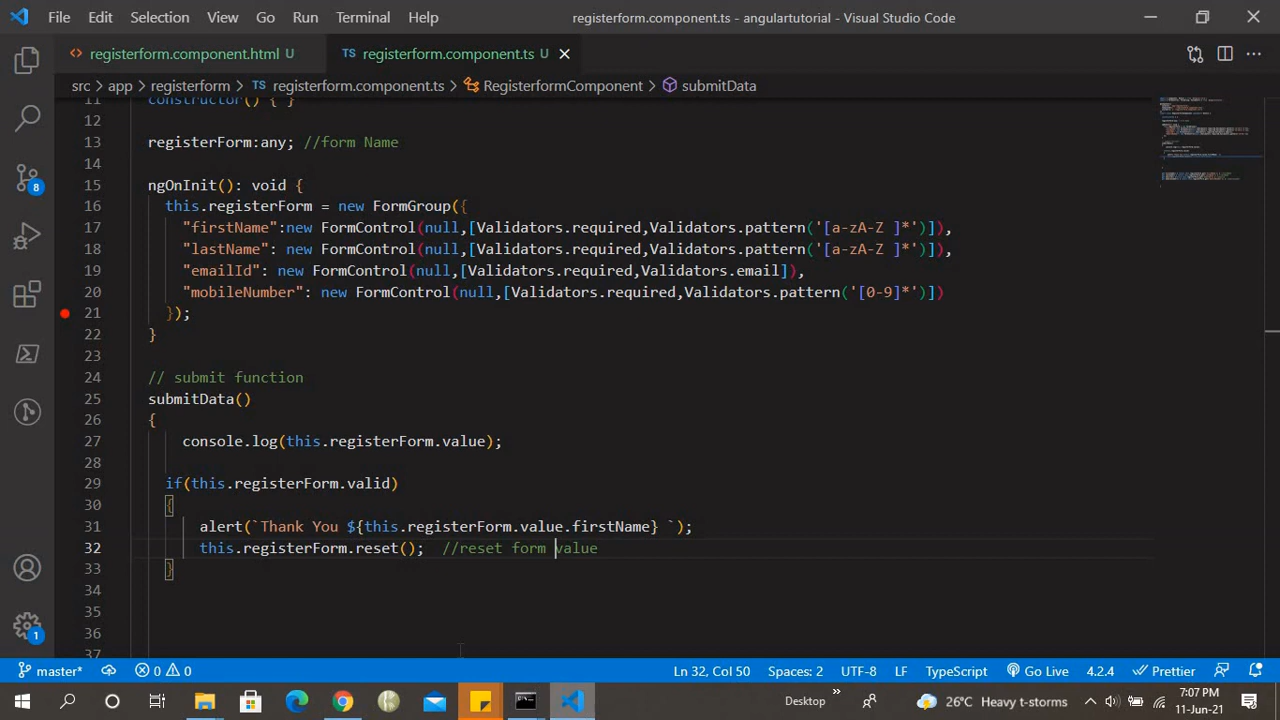 File Edit Selection View Go Run Terminal Help registerform.component.ts - angulartutorial - Visual Studio Code
<> registerform.component.html U TS registerform.component.ts U
src > app > registerform > TS registerform.component.ts > RegisterformComponent > submitData
11 constructor() { }
12
13 registerForm:any; //form Name
14
15 ngOnInit(): void {
16 this.registerForm = new FormGroup({
17 "firstName":new FormControl(null,[Validators.required,Validators.pattern('[a-zA-Z ]*')]),
18 "lastName": new FormControl(null,[Validators.required,Validators.pattern('[a-zA-Z ]*')]),
19 "emailId": new FormControl(null,[Validators.required,Validators.email]),
20 "mobileNumber": new FormControl(null,[Validators.required,Validators.pattern('[0-9]*')])
21 });
22 }
23
24 // submit function
25 submitData()
26 {
27 console.log(this.registerForm.value);
28
29 if(this.registerForm.valid)
30 {
31 alert(`Thank You ${this.registerForm.value.firstName} `);
32 this.registerForm.reset(); //reset form value
33 }
34
35
36
37
8
1
master* 0 0 Ln 32, Col 50 Spaces: 2 UTF-8 LF TypeScript Go Live 4.2.4 Prettier
Desktop » 26°C Heavy t-storms 7:07 PM
11-Jun-21
1